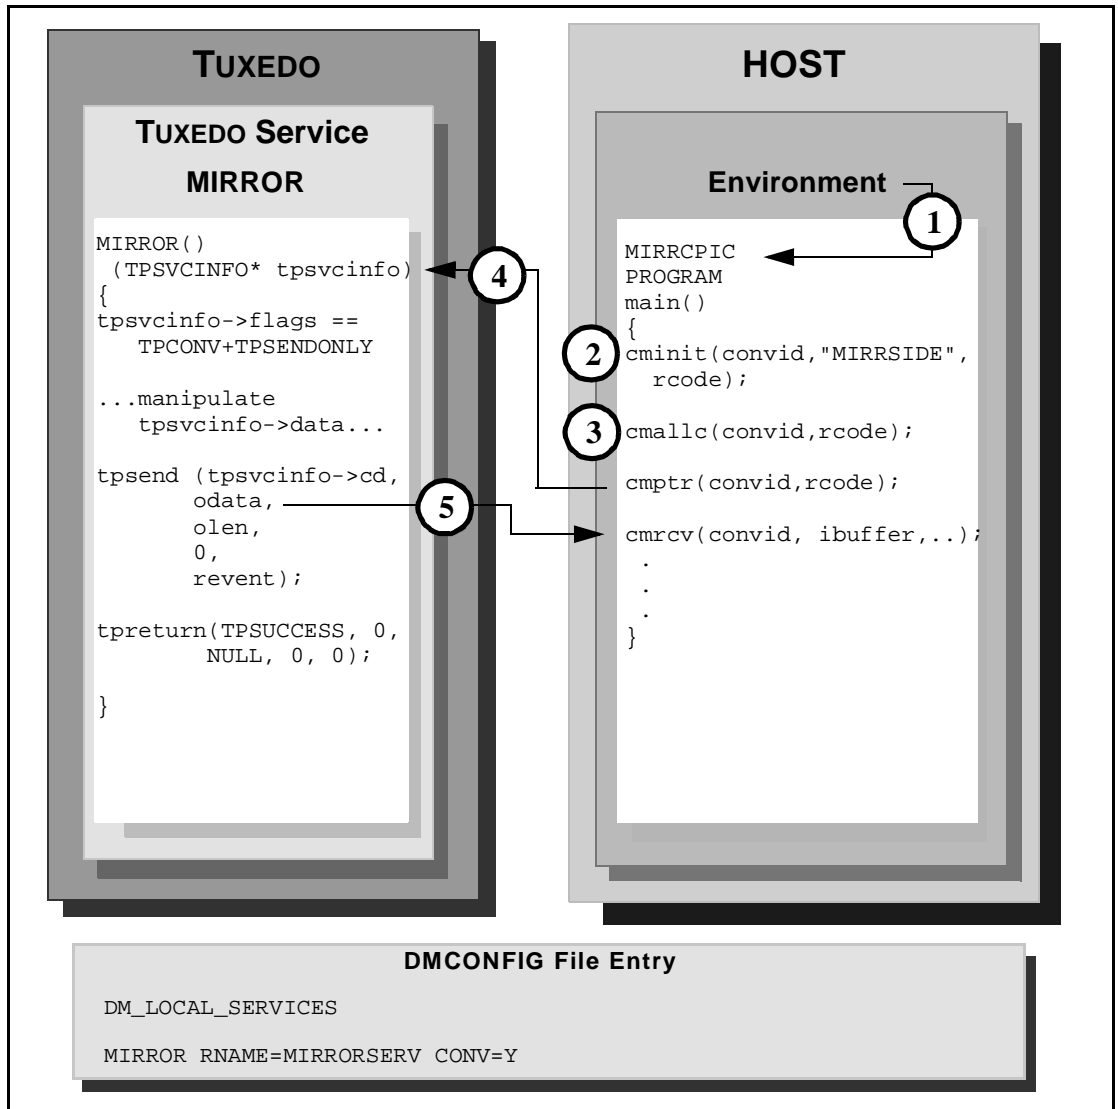 TUXEDO
TUXEDO Service
MIRROR
MIRROR()
(TPSVCINFO* tpsvcinfo)
{
tpsvcinfo->flags ==
TPCONV+TPSENDONLY
...manipulate
tpsvcinfo->data...
tpsend (tpsvcinfo->cd,
odata,
olen,
0,
revent);
tpreturn(TPSUCCESS, 0,
NULL, 0, 0);
}
4
5
HOST
Environment
1
MIRRCPIC
PROGRAM
main()
{
2
cminit(convid,"MIRRSIDE",
rcode);
3
cmallc(convid,rcode);
cmptr(convid,rcode);
cmrcv(convid, ibuffer,..);
.
.
.
}
DMCONFIG File Entry
DM_LOCAL_SERVICES
MIRROR RNAME=MIRRORSERV CONV=Y